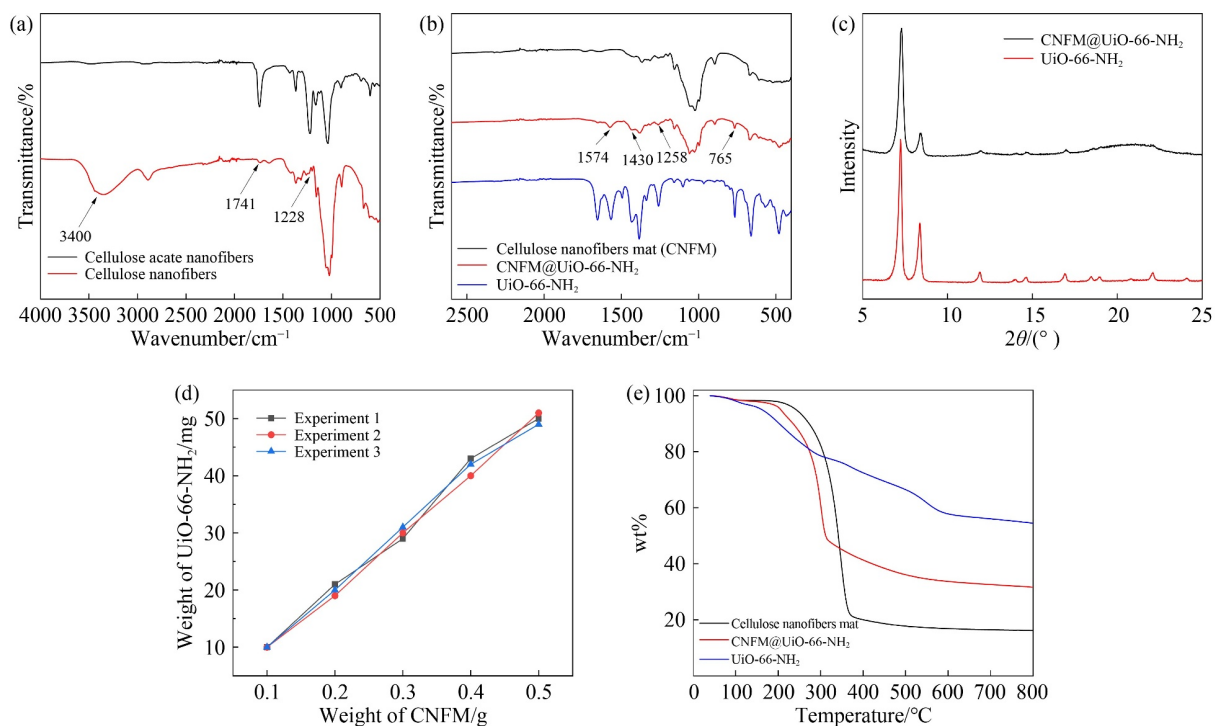 (a)
Transmittance/%
3400
1741
1228
Cellulose acate nanofibers
Cellulose nanofibers
4000 3500 3000 2500 2000 1500 1000 500
Wavenumber/cm⁻¹
(b)
Transmittance/%
1574
1430
1258
765
Cellulose nanofibers mat (CNFM)
CNFM@UiO-66-NH₂
UiO-66-NH₂
2500 2000 1500 1000 500
Wavenumber/cm⁻¹
(c)
Intensity
CNFM@UiO-66-NH₂
UiO-66-NH₂
5 10 15 20 25
2θ/(° )
(d)
Weight of UiO-66-NH₂/mg
50
40
30
20
10
Experiment 1
Experiment 2
Experiment 3
0.1 0.2 0.3 0.4 0.5
Weight of CNFM/g
(e)
wt%
100
80
60
40
20
Cellulose nanofibers mat
CNFM@UiO-66-NH₂
UiO-66-NH₂
0 100 200 300 400 500 600 700 800
Temperature/°C